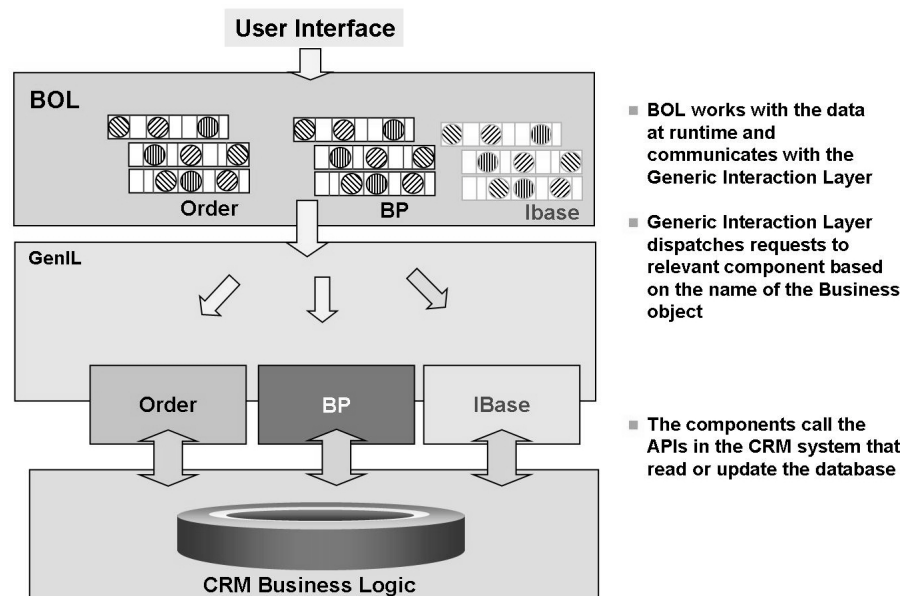 User Interface
BOL
Order
BP
Ibase
GenIL
Order
BP
IBase
CRM Business Logic
BOL works with the data
at runtime and
communicates with the
Generic Interaction Layer
Generic Interaction Layer
dispatches requests to
relevant component based
on the name of the Business
object
The components call the
APIs in the CRM system that
read or update the database